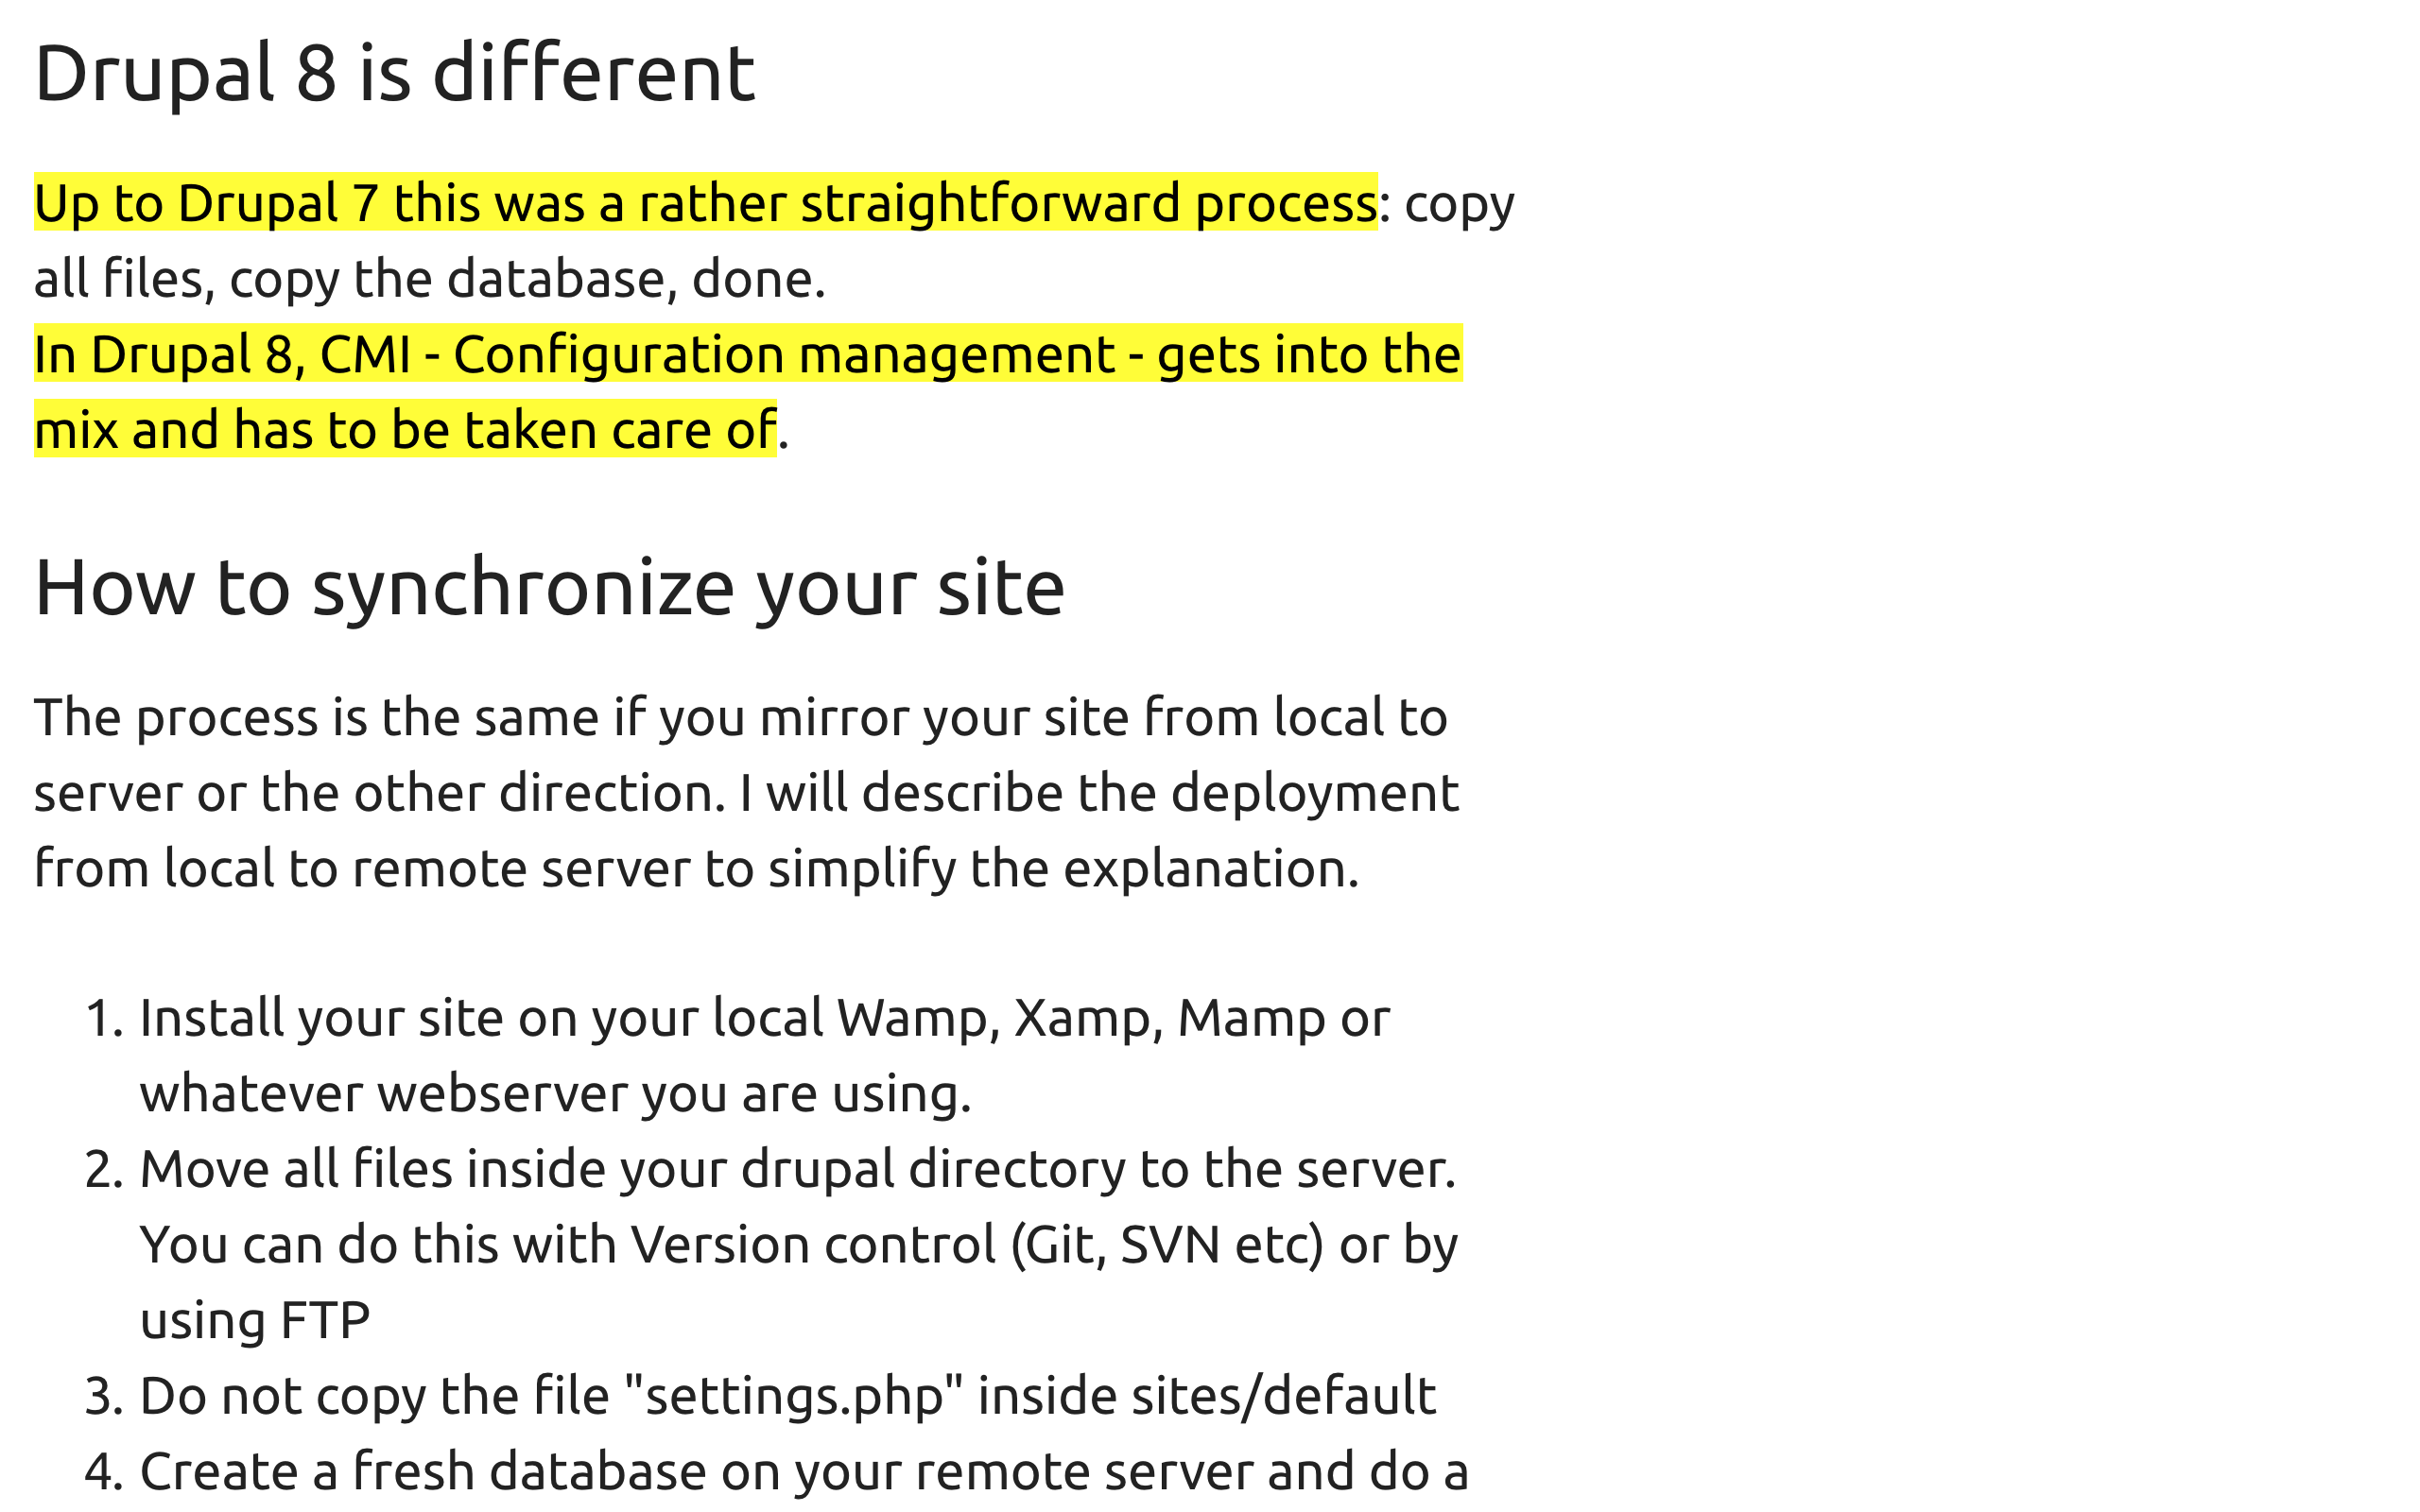 Drupal 8 is different
Up to Drupal 7 this was a rather straightforward process: copy
all files, copy the database, done.
In Drupal 8, CMI - Configuration management - gets into the
mix and has to be taken care of.
How to synchronize your site
The process is the same if you mirror your site from local to
server or the other direction. I will describe the deployment
from local to remote server to simplify the explanation.
1. Install your site on your local Wamp, Xamp, Mamp or
whatever webserver you are using.
2. Move all files inside your drupal directory to the server.
You can do this with Version control (Git, SVN etc) or by
using FTP
3. Do not copy the file "settings.php" inside sites/default
4. Create a fresh database on your remote server and do a